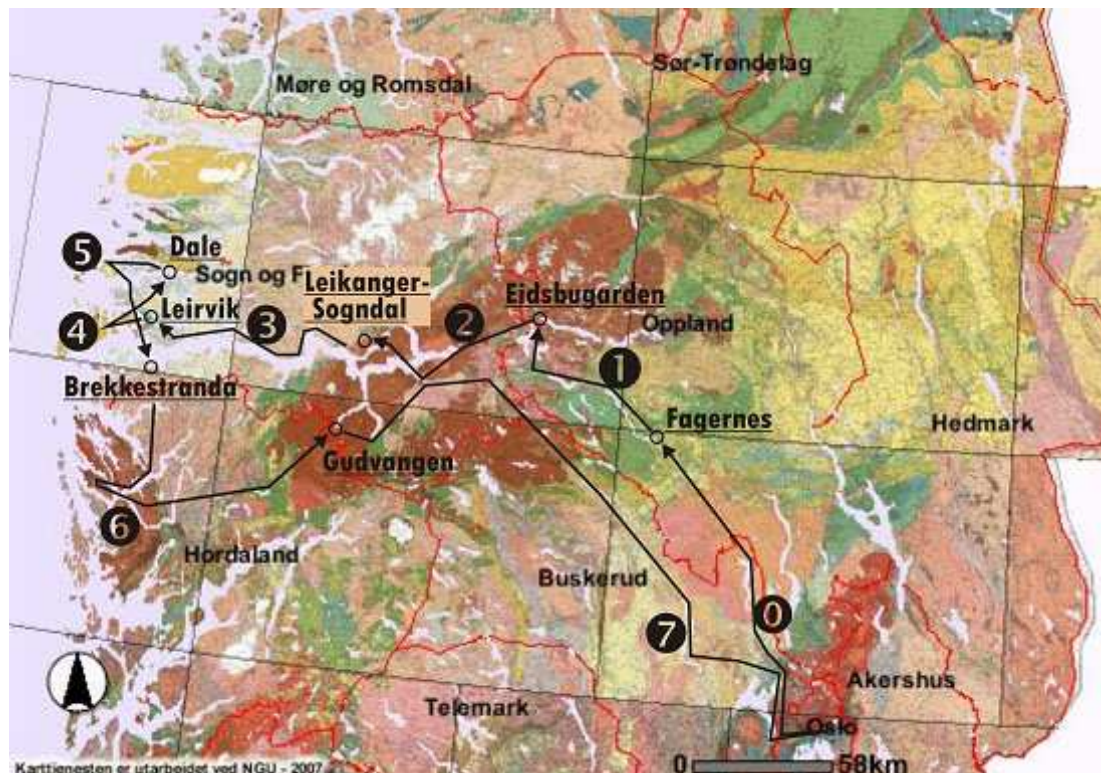 Møre og Romsdal
Sør-Trøndelag
5
Dale
Sogn og F
Leikanger-
Sogndal
Eidsbugarden
4
Leirvik
3
2
Oppland
1
Brekkestranda
Fagernes
Hedmark
Gudvangen
6
Hordaland
Buskerud
7
0
Akershus
Telemark
Oslo
0 58km
Karttjenesten er utarbeidet ved NGU - 2007